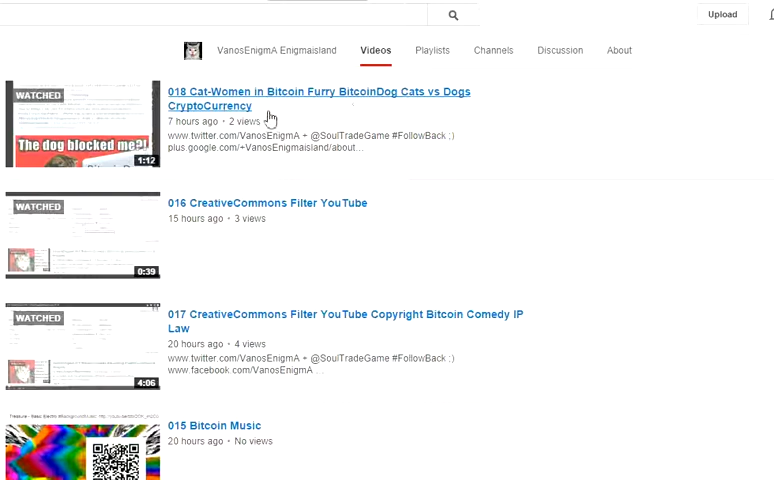 Upload
VanosEnigmA Enigmaisland Videos Playlists Channels Discussion About
WATCHED
The dog blocked me?!
1:12
018 Cat-Women in Bitcoin Furry BitcoinDog Cats vs Dogs
CryptoCurrency
7 hours ago • 2 views
www.twitter.com/VanosEnigmA + @SoulTradeGame #FollowBack ;)
plus.google.com/+VanosEnigmaisland/about...
WATCHED
0:39
016 CreativeCommons Filter YouTube
15 hours ago • 3 views
WATCHED
4:06
017 CreativeCommons Filter YouTube Copyright Bitcoin Comedy IP
Law
20 hours ago • 4 views
www.twitter.com/VanosEnigmA + @SoulTradeGame #FollowBack ;)
www.facebook.com/VanosEnigmA . .
015 Bitcoin Music
20 hours ago • No views